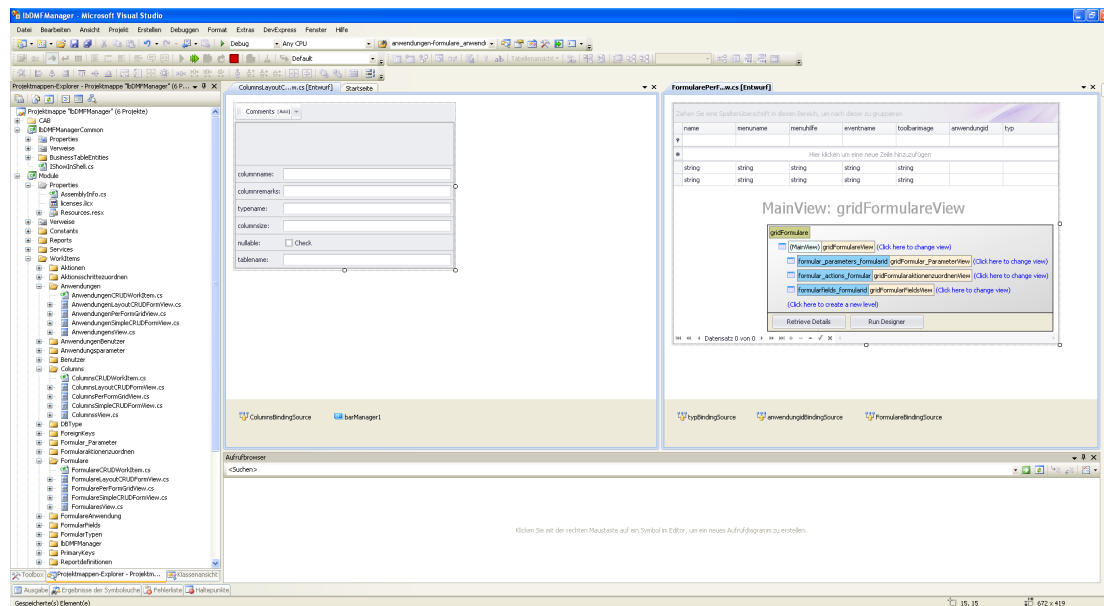 lbDMFManager - Microsoft Visual Studio
Datei Bearbeiten Ansicht Projekt Erstellen Debuggen Format Extras DevExpress Fenster Hilfe
Debug Any CPU anwendungen-formulare_anwend
Default Tabellenansicht
Projektmappen-Explorer - Projektmappe "lbDMFManager" (6 P...
Projektmappe "lbDMFManager" (6 Projekte)
CAB
lbDMFManagerCommon
Properties
Verweise
BusinessTableEntities
IShowInShell.cs
Module
Properties
AssemblyInfo.cs
licenses.licx
Resources.resx
Verweise
Constants
Reports
Services
WorkItems
Aktionen
Aktionsschrittezuordnen
Anwendungen
AnwendungenCRUDWorkItem.cs
AnwendungenLayoutCRUDFormView.cs
AnwendungenPerFormGridView.cs
AnwendungenSimpleCRUDFormView.cs
AnwendungensView.cs
AnwendungenBenutzer
Anwendungsparameter
Benutzer
Columns
ColumnsCRUDWorkItem.cs
ColumnsLayoutCRUDFormView.cs
ColumnsPerFormGridView.cs
ColumnsSimpleCRUDFormView.cs
ColumnssView.cs
DBType
ForeignKeys
Formular_Parameter
Formularaktionenzuordnen
Formulare
FormulareCRUDWorkItem.cs
FormulareLayoutCRUDFormView.cs
FormularePerFormGridView.cs
FormulareSimpleCRUDFormView.cs
FormularesView.cs
FormulareAnwendung
FormularFields
FormularTypen
lbDMFManager
PrimaryKeys
Reportdefinitionen
Toolbox Projektmappen-Explorer - Projektm... Klassenansicht
ColumnsLayoutC...w.cs [Entwurf] Startseite
Comments (Add)
columnname:
columnremarks:
typename:
columnsize:
nullable: Check
tablename:
ColumnsBindingSource barManager1
FormularePerF...w.cs [Entwurf]
Ziehen Sie eine Spaltenüberschrift in diesen Bereich, um nach dieser zu gruppieren
name menuname menuhilfe eventname toolbarimage anwendungid typ
Hier klicken um eine neue Zeile hinzuzufügen
string string string string string
string string string string string
MainView: gridFormulareView
gridFormulare
(MainView) gridFormulareView (Click here to change view)
formular_parameters_formularid gridFormular_ParameterView (Click here to change view)
formular_actions_formular gridFormularaktionenzuordnenView (Click here to change view)
formularfields_formularid gridFormularFieldsView (Click here to change view)
(Click here to create a new level)
Retrieve Details Run Designer
Datensatz 0 von 0
typBindingSource anwendungidBindingSource FormulareBindingSource
Aufrufbrowser
<Suchen>
Klicken Sie mit der rechten Maustaste auf ein Symbol im Editor, um ein neues Aufrufdiagramm zu erstellen.
Ausgabe Ergebnisse der Symbolsuche Fehlerliste Haltepunkte
Gespeicherte(s) Element(e) 15, 15 672 x 419